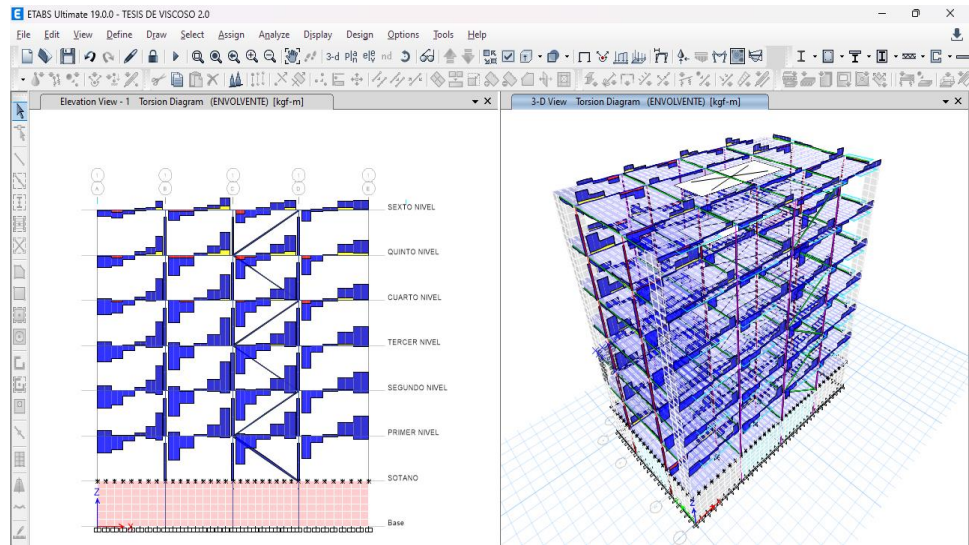 ETABS Ultimate 19.0.0 - TESIS DE VISCOSO 2.0
File Edit View Define Draw Select Assign Analyze Display Design Options Tools Help
3-d
nd
Elevation View - 1 Torsion Diagram (ENVOLVENTE) [kgf-m]
3-D View Torsion Diagram (ENVOLVENTE) [kgf-m]
A B C D E
SEXTO NIVEL
QUINTO NIVEL
CUARTO NIVEL
TERCER NIVEL
SEGUNDO NIVEL
PRIMER NIVEL
SOTANO
Z
X
Base
Z